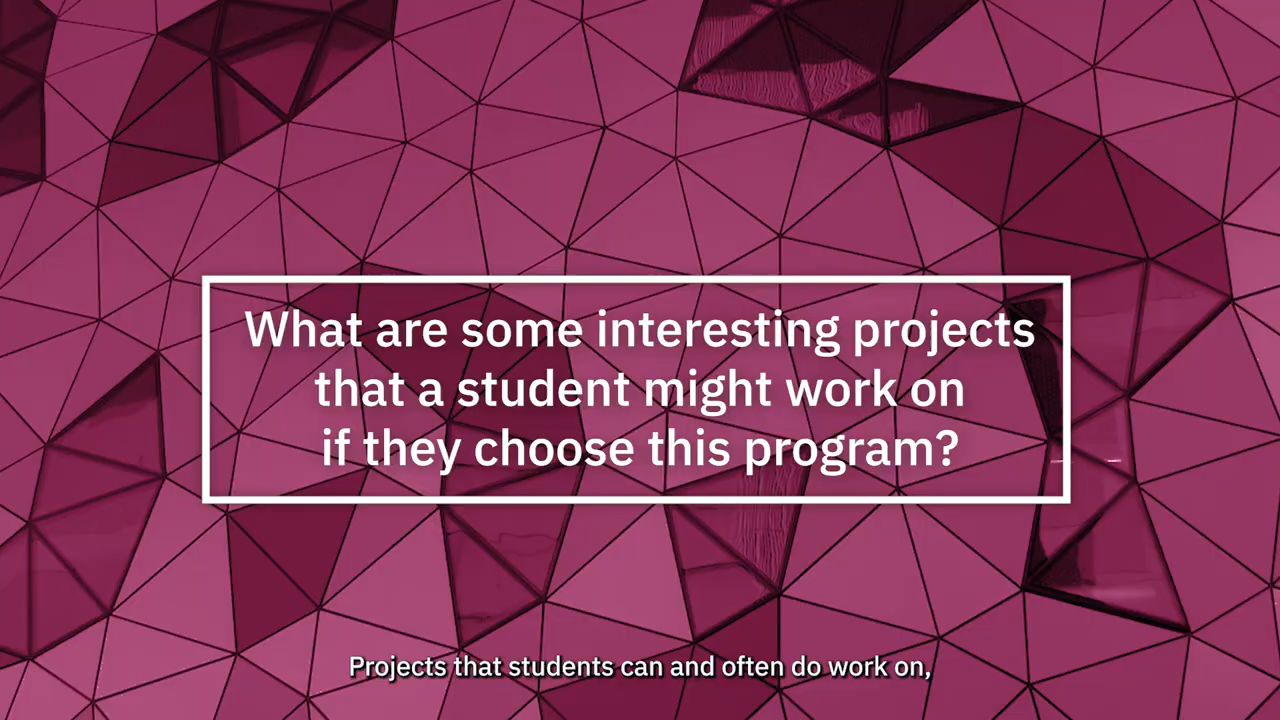 What are some interesting projects
that a student might work on
if they choose this program?
Projects that students can and often do work on,